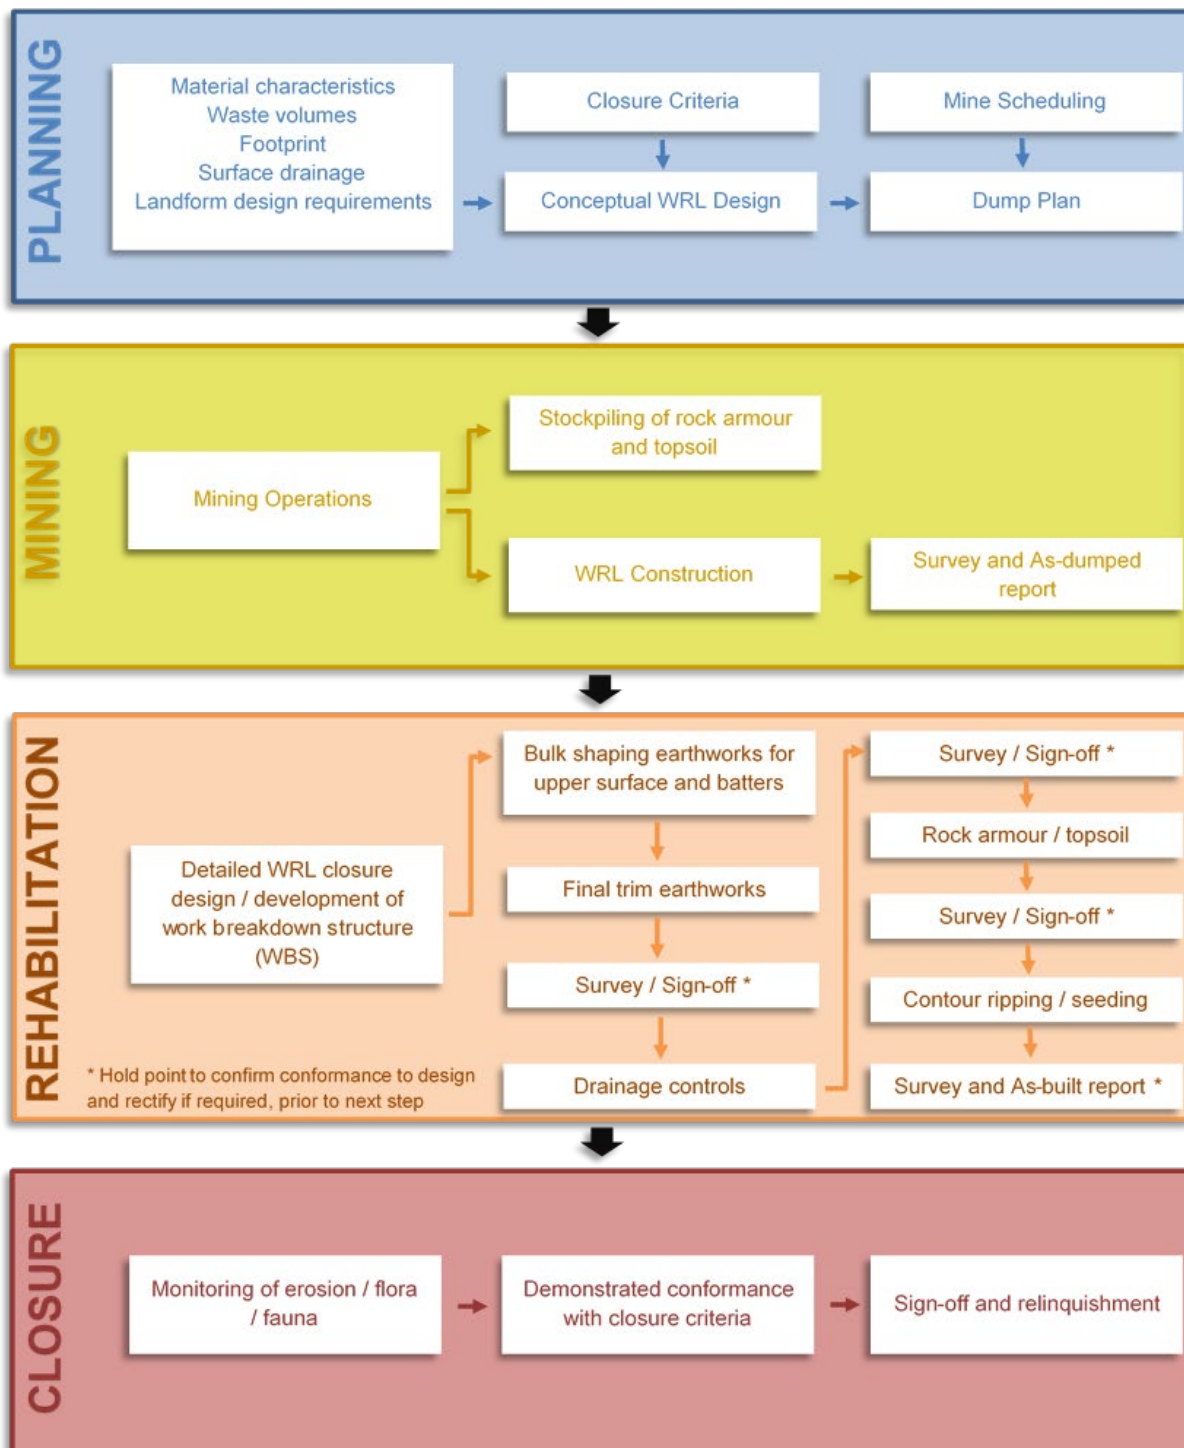 PLANNING
Material characteristics
Waste volumes
Footprint
Surface drainage
Landform design requirements
Closure Criteria
Conceptual WRL Design
Mine Scheduling
Dump Plan
MINING
Mining Operations
Stockpiling of rock armour
and topsoil
WRL Construction
Survey and As-dumped
report
REHABILITATION
Detailed WRL closure
design / development of
work breakdown structure
(WBS)
* Hold point to confirm conformance to design
and rectify if required, prior to next step
Bulk shaping earthworks for
upper surface and batters
Final trim earthworks
Survey / Sign-off *
Drainage controls
Survey / Sign-off *
Rock armour / topsoil
Survey / Sign-off *
Contour ripping / seeding
Survey and As-built report *
CLOSURE
Monitoring of erosion / flora
/ fauna
Demonstrated conformance
with closure criteria
Sign-off and relinquishment